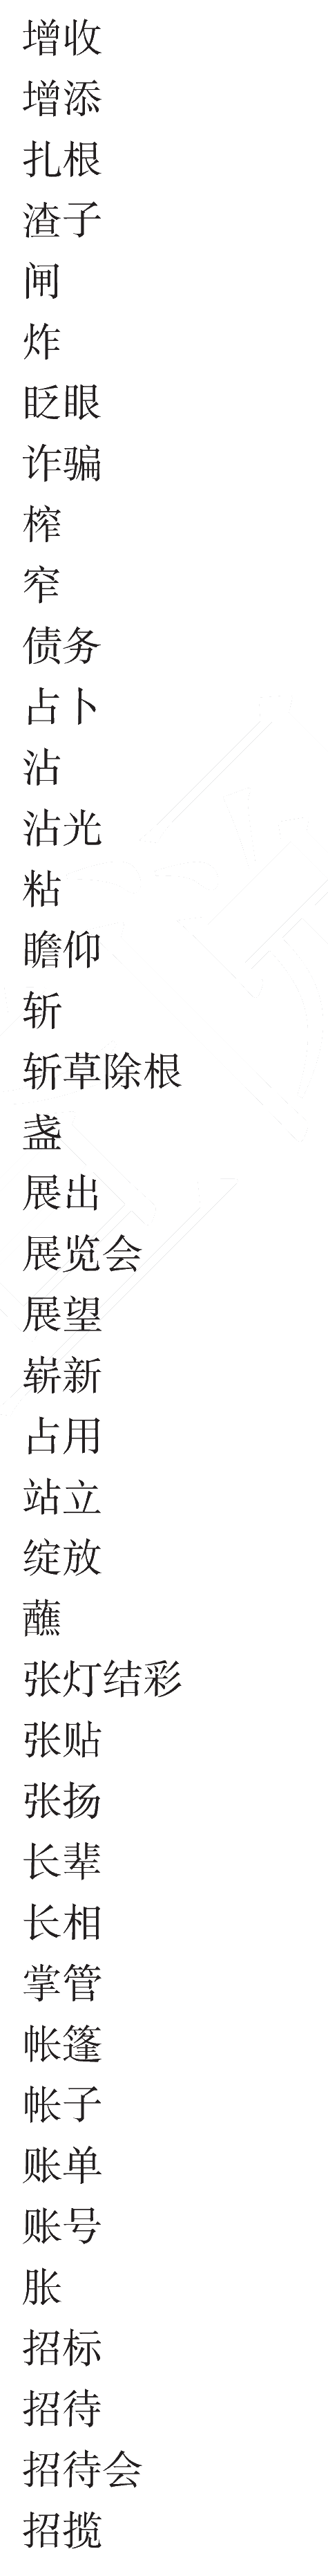 增收
增添
扎根
渣子
闸
炸
眨眼
诈骗
榨
窄
债务
占卜
沾
沾光
粘
瞻仰
斩
斩草除根
盏
展出
展览会
展望
崭新
占用
站立
绽放
蘸
张灯结彩
张贴
张扬
长辈
长相
掌管
帐篷
帐子
账单
账号
胀
招标
招待
招待会
招揽